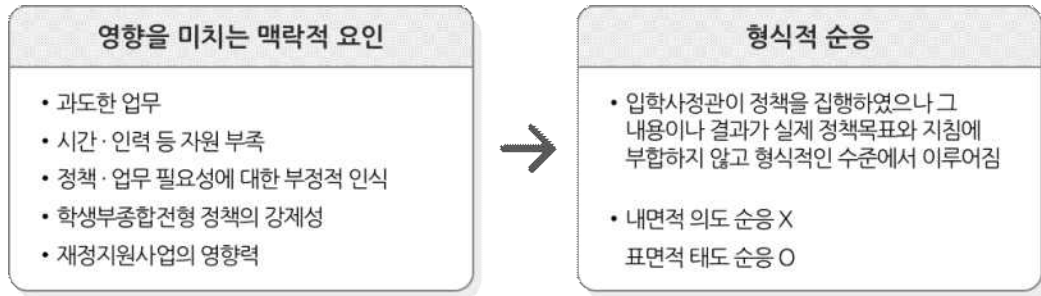 영향을 미치는 맥락적 요인
• 과도한 업무
• 시간 · 인력 등 자원 부족
• 정책 · 업무 필요성에 대한 부정적 인식
• 학생부종합전형 정책의 강제성
• 재정지원사업의 영향력
형식적 순응
• 입학사정관이 정책을 집행하였으나 그
내용이나 결과가 실제 정책목표와 지침에
부합하지 않고 형식적인 수준에서 이루어짐
• 내면적 의도 순응 X
표면적 태도 순응 O